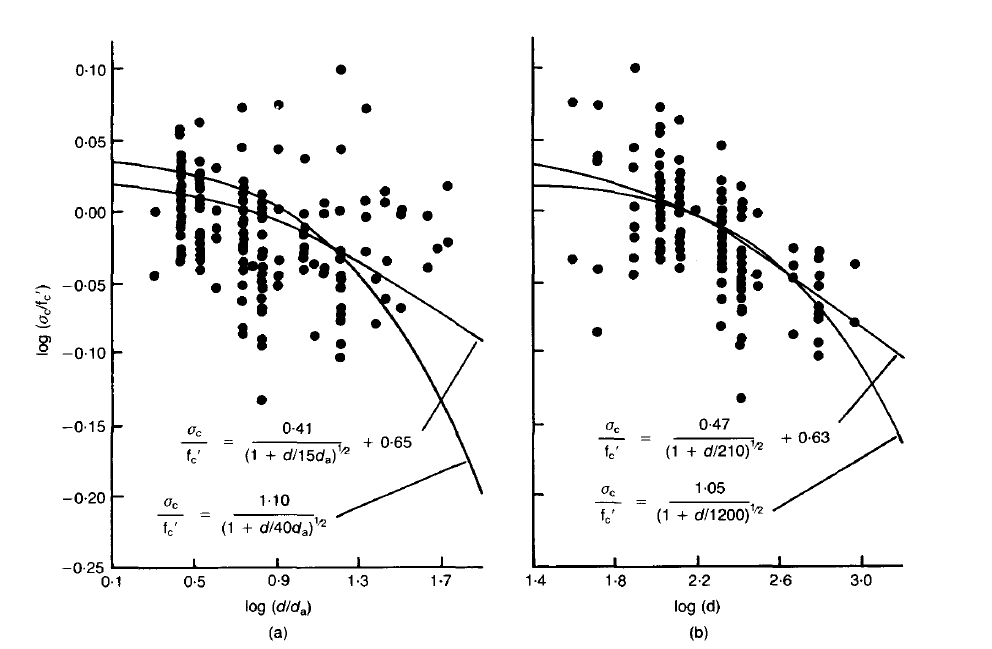 0·10
0·05
0·00
−0·05
−0·10
−0·15
−0·20
−0·25
log (σc/fc′)
σc/fc′ = 0·41/(1 + d/15da)^1/2 + 0·65
σc/fc′ = 1·10/(1 + d/40da)^1/2
0·1 0·5 0·9 1·3 1·7
log (d/da)
(a)
σc/fc′ = 0·47/(1 + d/210)^1/2 + 0·63
σc/fc′ = 1·05/(1 + d/1200)^1/2
1·4 1·8 2·2 2·6 3·0
log (d)
(b)